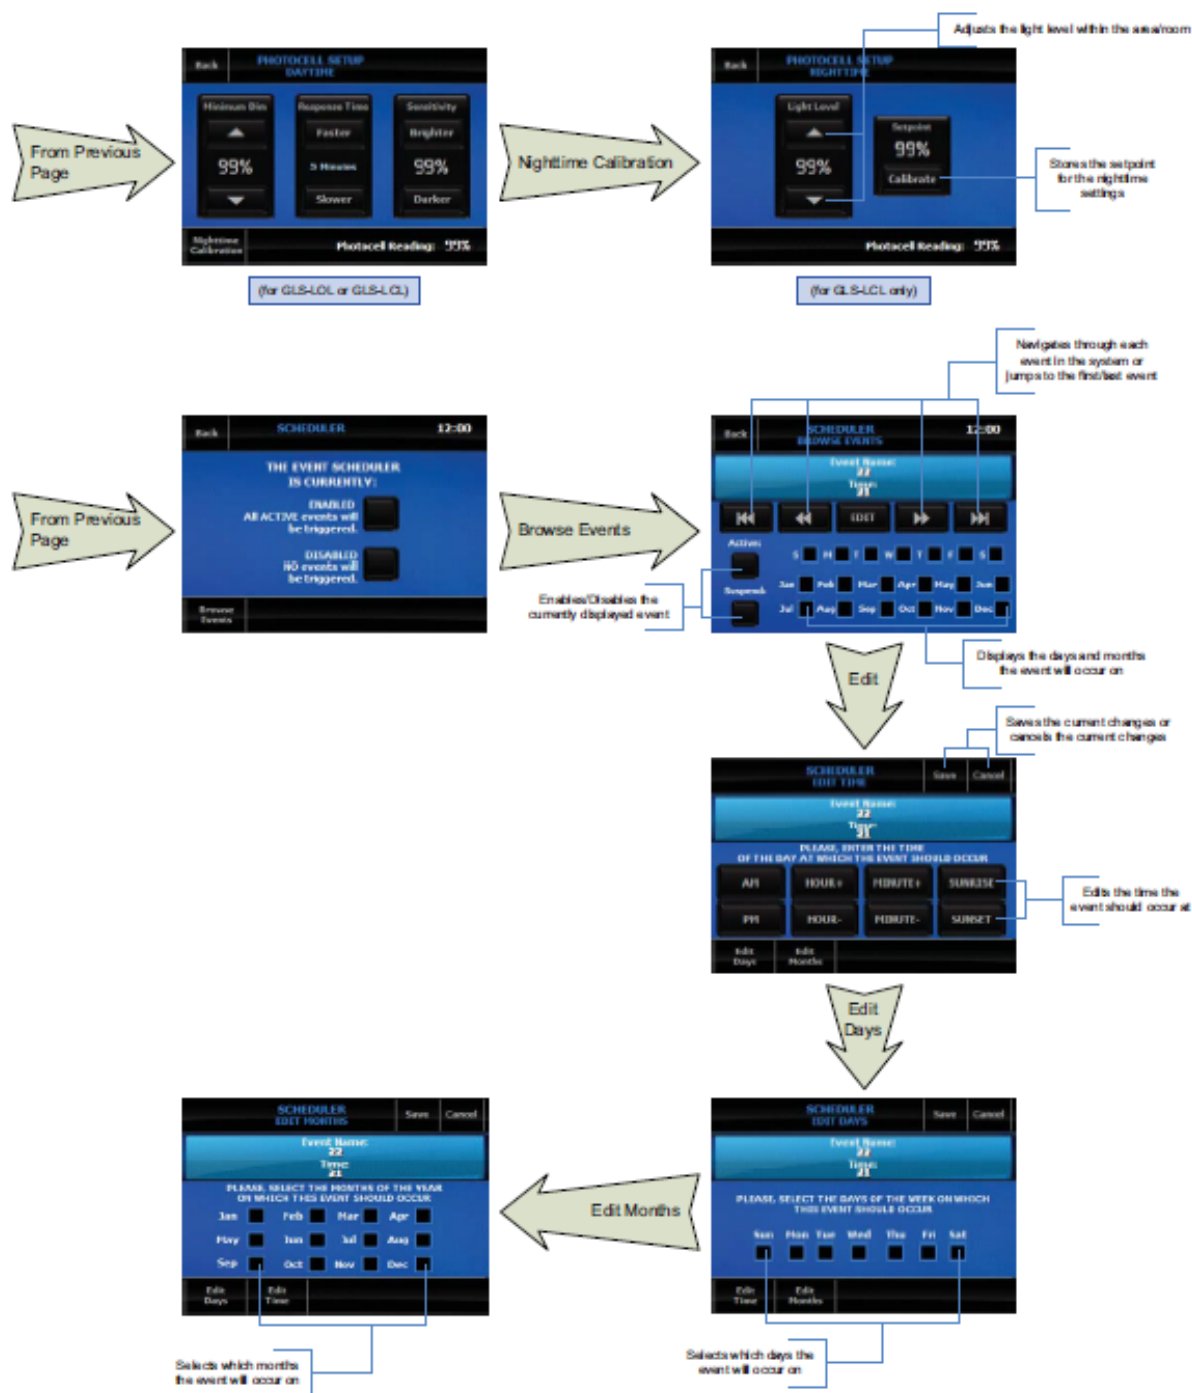 Adjusts the light level within the area/room
Back
PHOTOCELL SETUP
DAYTIME
Minimum Dim
99%
Response Time
Faster
5 Minutes
Slower
Sensitivity
Brighter
99%
Darker
Nighttime
Calibration
Photocell Reading: 99%
From Previous
Page
Nighttime Calibration
Back
PHOTOCELL SETUP
NIGHTTIME
Light Level
99%
Setpoint
99%
Calibrate
Photocell Reading: 99%
Stores the setpoint
for the nighttime
settings
(for GLS-LOL or GLS-LCL)
(for GLS-LCL only)
Navigates through each
event in the system or
jumps to the first/last event
From Previous
Page
Back
SCHEDULER
12:00
THE EVENT SCHEDULER
IS CURRENTLY:
ENABLED
All ACTIVE events will
be triggered.
DISABLED
NO events will
be triggered.
Browse
Events
Browse Events
Back
SCHEDULER
BROWSE EVENTS
12:00
Event Name:
22
Time:
21
EDIT
Active:
S M T W T F S
Suspend:
Jan Feb Mar Apr May Jun
Jul Aug Sep Oct Nov Dec
Enables/Disables the
currently displayed event
Displays the days and months
the event will occur on
Edit
Saves the current changes or
cancels the current changes
SCHEDULER
EDIT TIME
Save
Cancel
Event Name:
22
Time:
21
PLEASE, ENTER THE TIME
OF THE DAY AT WHICH THE EVENT SHOULD OCCUR
AM HOUR+ MINUTE+ SUNRISE
PM HOUR- MINUTE- SUNSET
Edit
Days
Edit
Months
Edits the time the
event should occur at
Edit
Days
SCHEDULER
EDIT MONTHS
Save
Cancel
Event Name:
22
Time:
21
PLEASE, SELECT THE MONTHS OF THE YEAR
ON WHICH THIS EVENT SHOULD OCCUR
Jan Feb Mar Apr
May Jun Jul Aug
Sep Oct Nov Dec
Edit
Days
Edit
Time
Selects which months
the event will occur on
Edit Months
SCHEDULER
EDIT DAYS
Save
Cancel
Event Name:
22
Time:
21
PLEASE, SELECT THE DAYS OF THE WEEK ON WHICH
THIS EVENT SHOULD OCCUR
Sun Mon Tue Wed Thu Fri Sat
Edit
Time
Edit
Months
Selects which days the
event will occur on